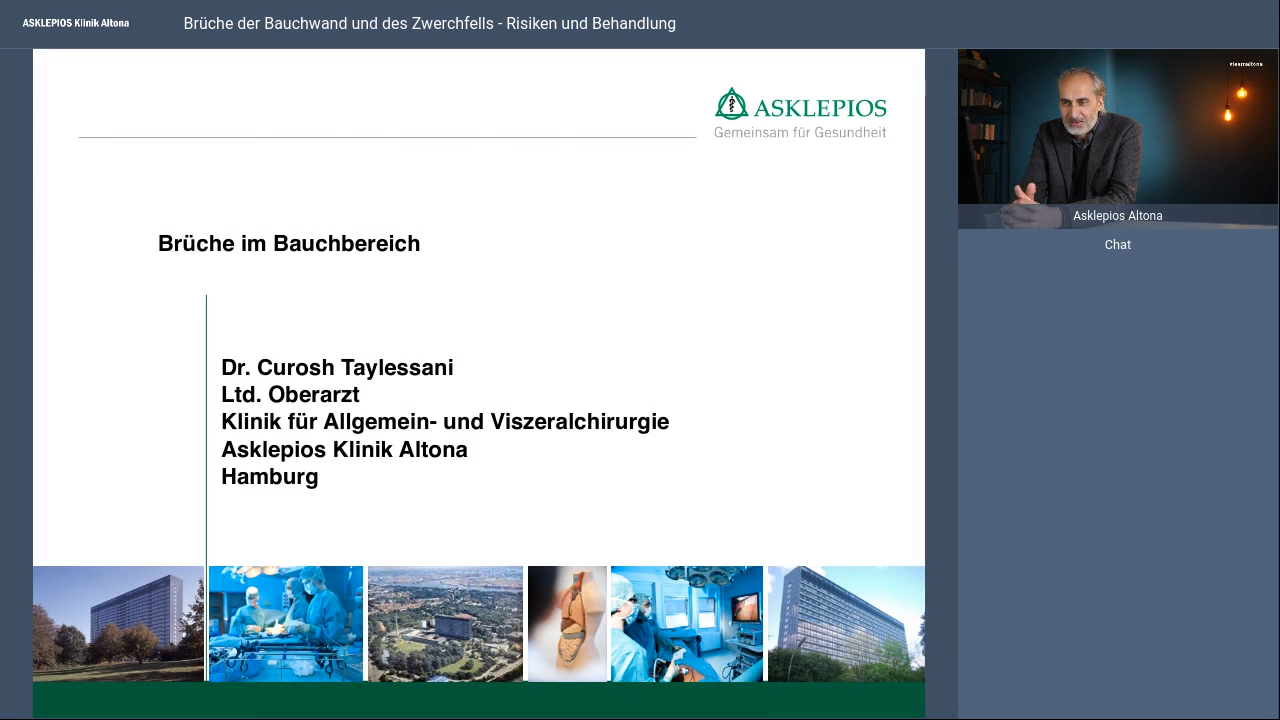 ASKLEPIOS Klinik Altona
Brüche der Bauchwand und des Zwerchfells - Risiken und Behandlung
ASKLEPIOS
Gemeinsam für Gesundheit
#teamaltona
Brüche im Bauchbereich
Asklepios Altona
Chat
Dr. Curosh Taylessani
Ltd. Oberarzt
Klinik für Allgemein- und Viszeralchirurgie
Asklepios Klinik Altona
Hamburg